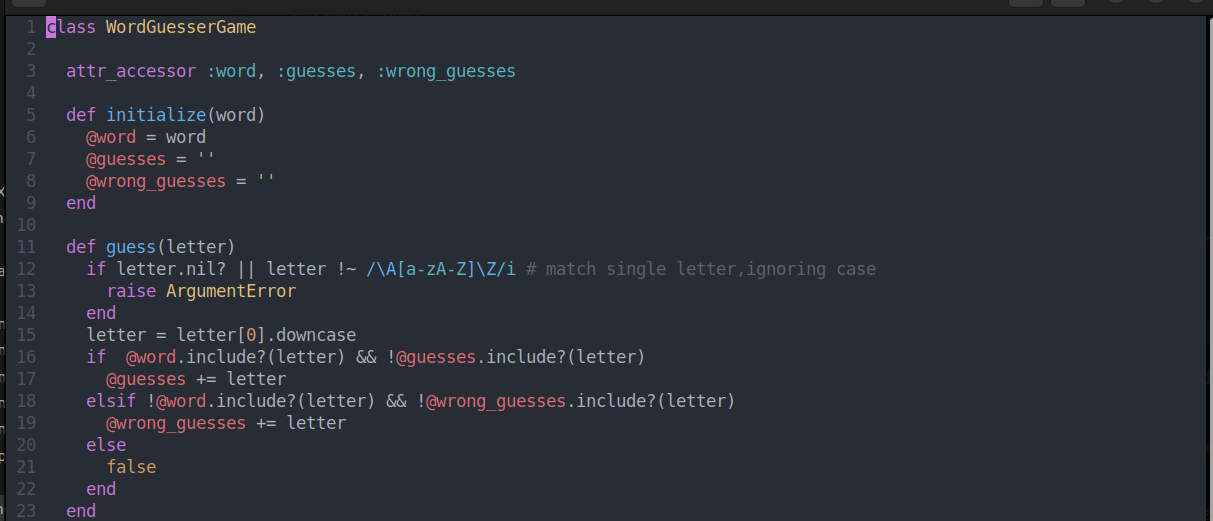 1 class WordGuesserGame
2
3 attr_accessor :word, :guesses, :wrong_guesses
4
5 def initialize(word)
6 @word = word
7 @guesses = ''
8 @wrong_guesses = ''
9 end
10
11 def guess(letter)
12 if letter.nil? || letter !~ /\A[a-zA-Z]\Z/i # match single letter,ignoring case
13 raise ArgumentError
14 end
15 letter = letter[0].downcase
16 if  @word.include?(letter) && !@guesses.include?(letter)
17 @guesses += letter
18 elsif !@word.include?(letter) && !@wrong_guesses.include?(letter)
19 @wrong_guesses += letter
20 else
21 false
22 end
23 end